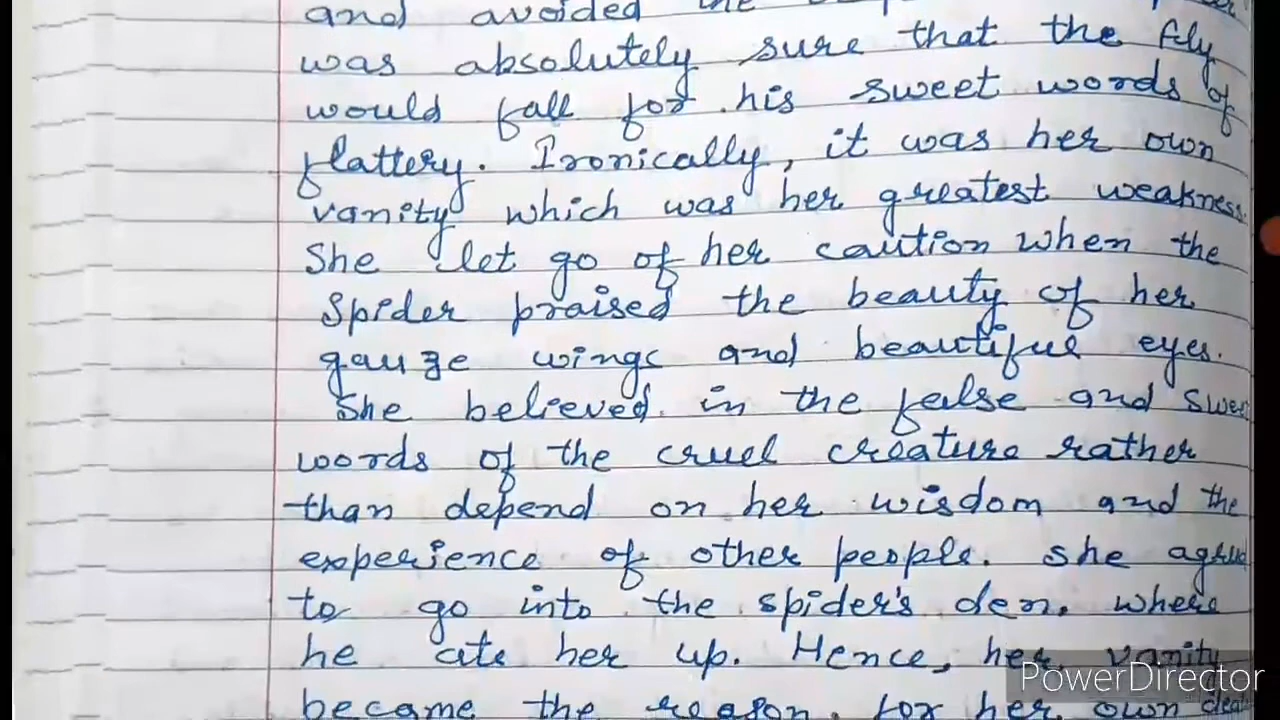 and avoided the
was absolutely sure that the fly
would fall for his sweet words of
flattery. Ironically, it was her own
vanity which was her greatest weakness.
She let go of her caution when the
Spider praised the beauty of her
gauze wings and beautiful eyes.
She believed in the false and
words of the cruel creature rather
than depend on her wisdom and the
experience of other people. She agreed
to go into the spider's den, where
he ate her up. Hence, her vanity
became the reason for her own
PowerDirector